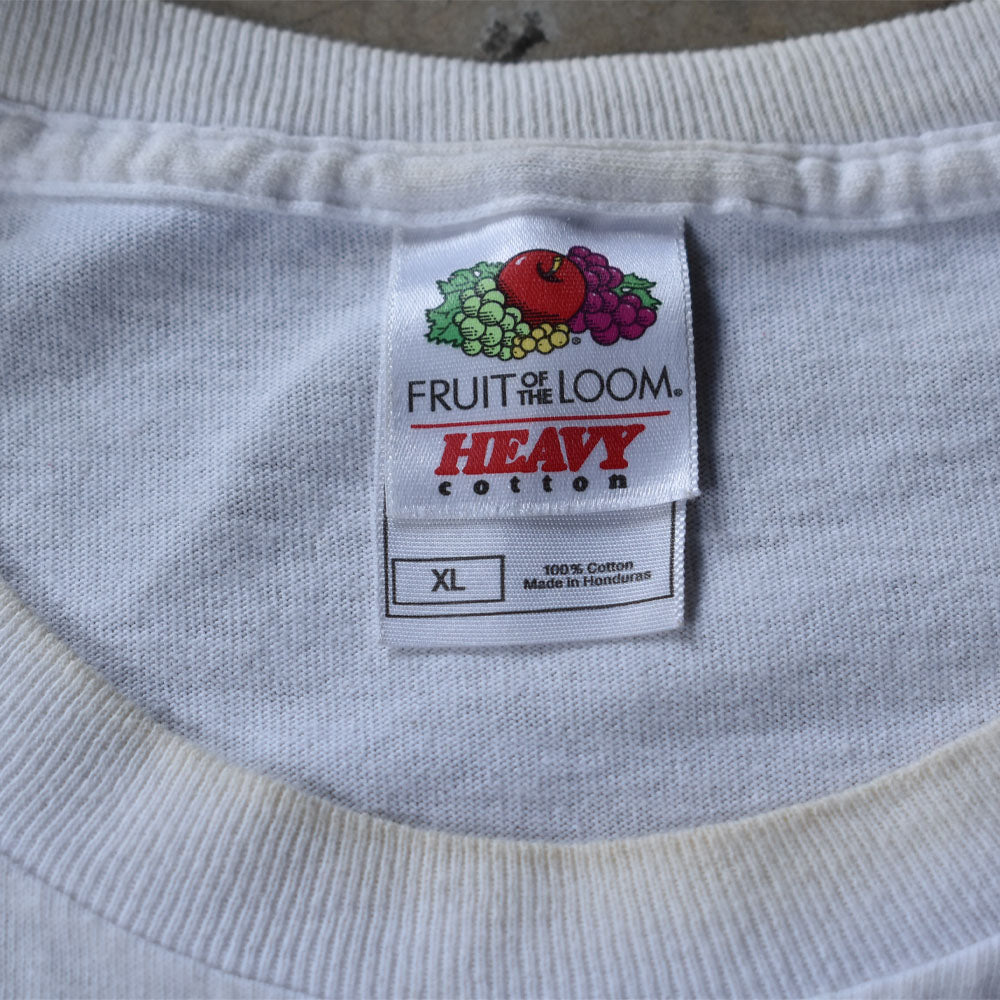 FRUIT OF THE LOOM®
HEAVY
cotton
XL
100% Cotton
Made in Honduras